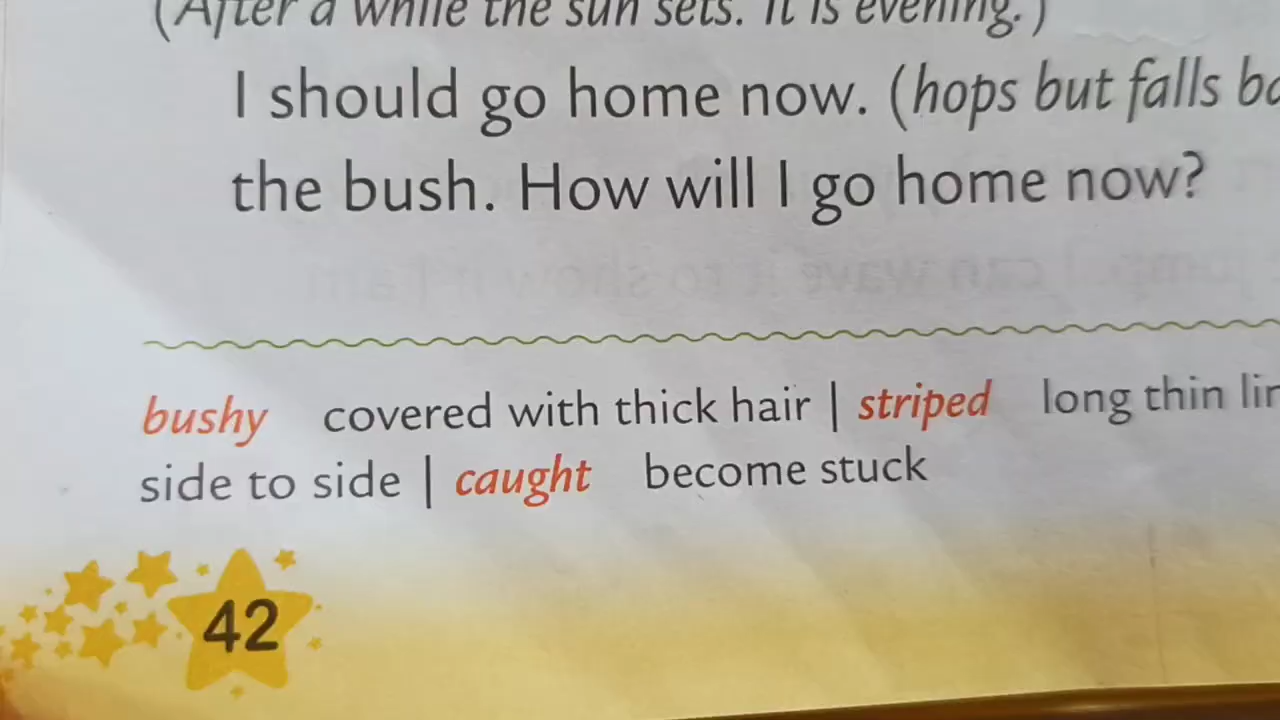 (After a while the sun sets. It is evening.)
I should go home now. (hops but falls
the bush. How will I go home now?
bushy covered with thick hair | striped long thin
side to side | caught become stuck
42